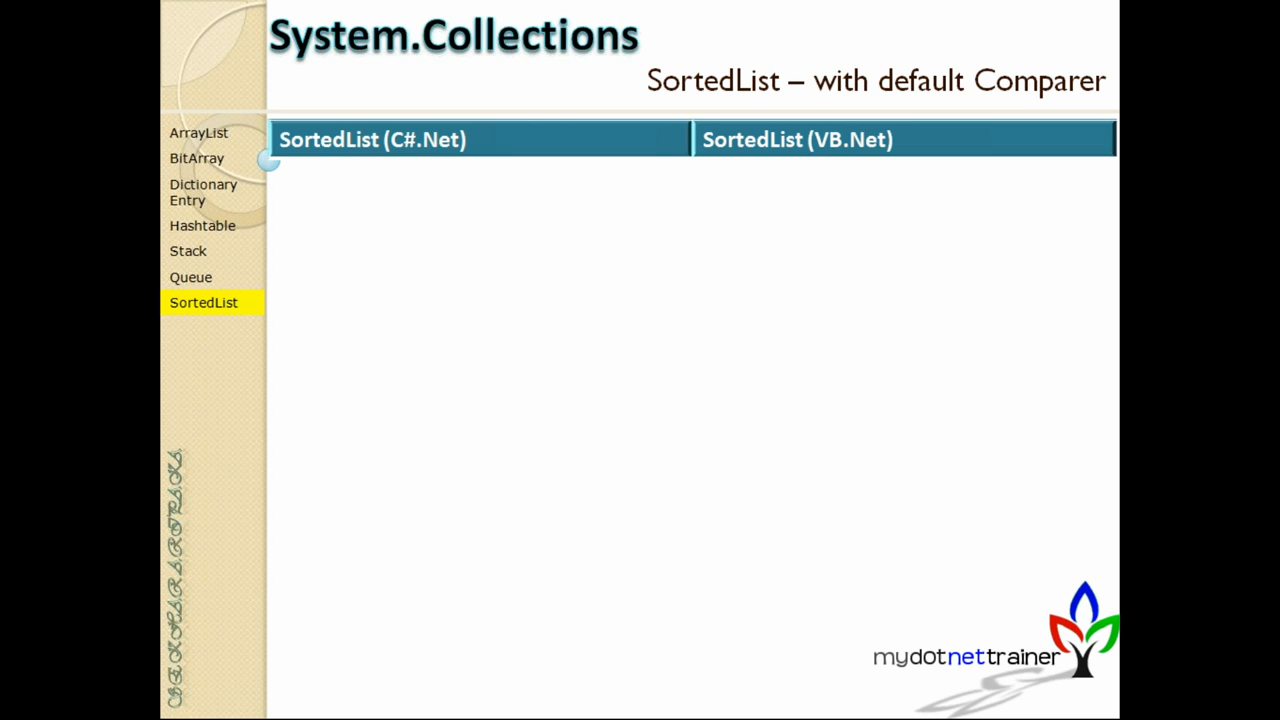 System.Collections
SortedList – with default Comparer
ArrayList
BitArray
Dictionary
Entry
Hashtable
Stack
Queue
SortedList
SortedList (C#.Net)
SortedList (VB.Net)
mydotnettrainer